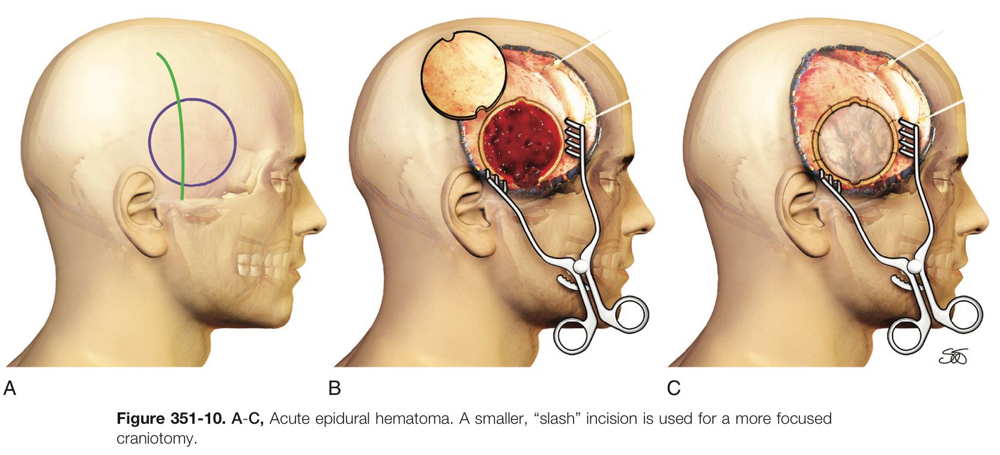 A
B
C
Figure 351-10. A-C, Acute epidural hematoma. A smaller, “slash” incision is used for a more focused
craniotomy.